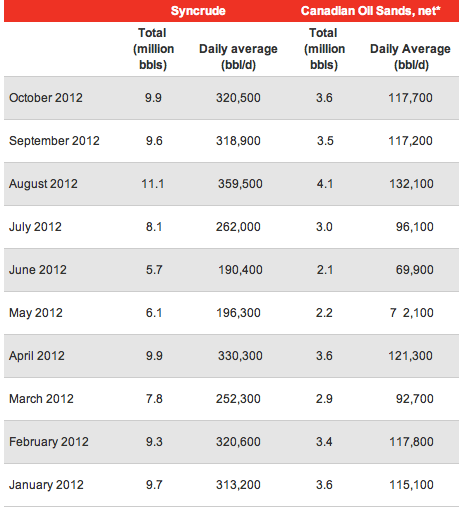 Syncrude Canadian Oil Sands, net*
Total Total
(million Daily average (million Daily Average
bbls) (bbl/d) bbls) (bbl/d)
October 2012 9.9 320,500 3.6 117,700
September 2012 9.6 318,900 3.5 117,200
August 2012 11.1 359,500 4.1 132,100
July 2012 8.1 262,000 3.0 96,100
June 2012 5.7 190,400 2.1 69,900
May 2012 6.1 196,300 2.2 7 2,100
April 2012 9.9 330,300 3.6 121,300
March 2012 7.8 252,300 2.9 92,700
February 2012 9.3 320,600 3.4 117,800
January 2012 9.7 313,200 3.6 115,100